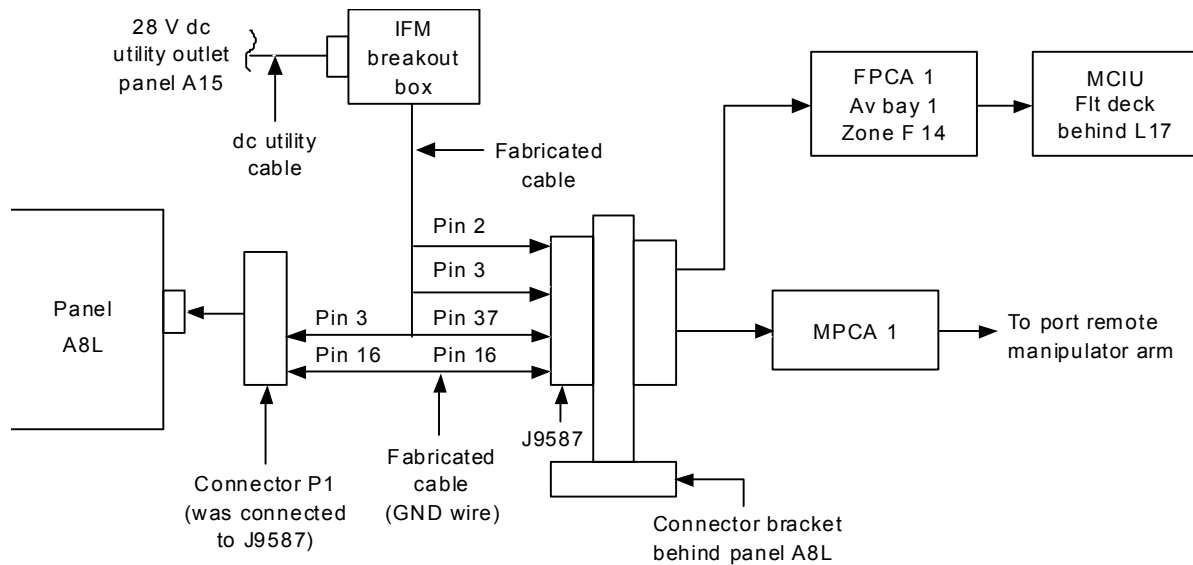 28 V dc
utility outlet
panel A15
IFM
breakout
box
dc utility
cable
Fabricated
cable
FPCA 1
Av bay 1
Zone F 14
MCIU
Flt deck
behind L17
Pin 2
Pin 3
Panel
A8L
Pin 3
Pin 37
Pin 16
Pin 16
MPCA 1
To port remote
manipulator arm
J9587
Connector P1
(was connected
to J9587)
Fabricated
cable
(GND wire)
Connector bracket
behind panel A8L